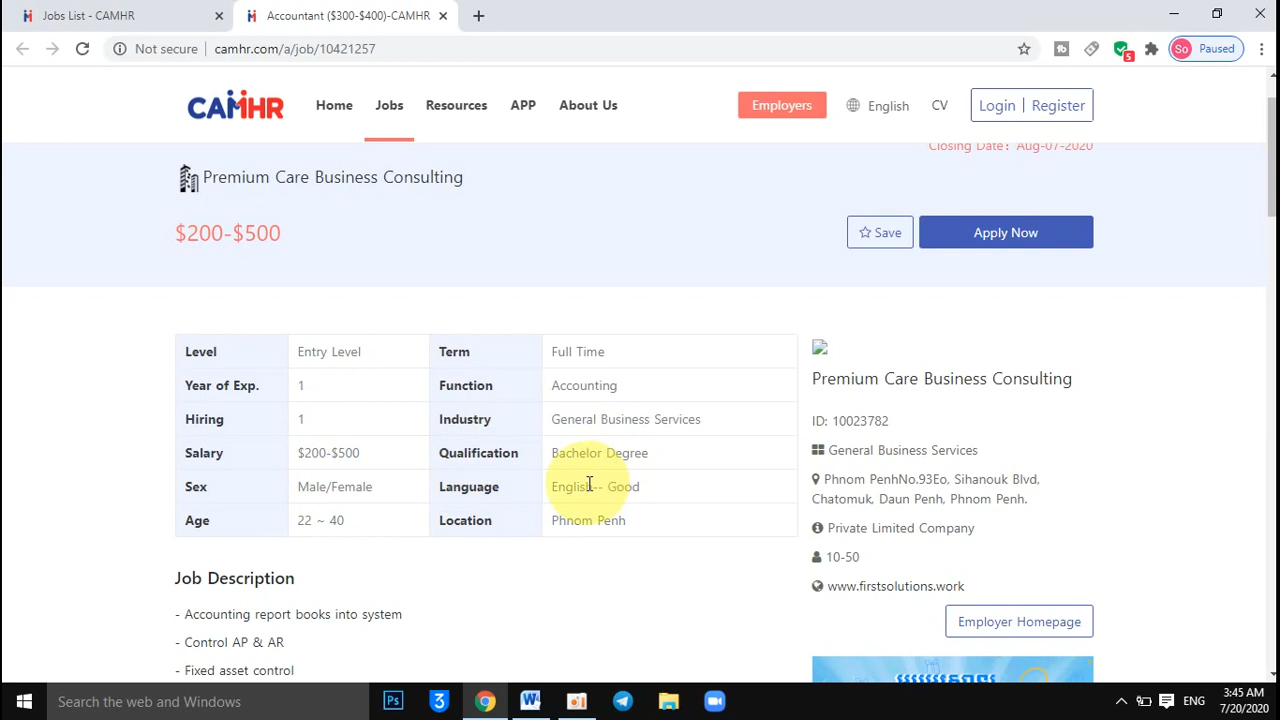 Jobs List - CAMHR
Accountant ($300-$400)-CAMHR
Not secure
camhr.com/a/job/10421257
5
So Paused
CAMHR
Home Jobs Resources APP About Us
Employers
English
CV
Login | Register
Closing Date: Aug-07-2020
Premium Care Business Consulting
$200-$500
Save
Apply Now
Level Entry Level Term Full Time
Year of Exp. 1 Function Accounting
Hiring 1 Industry General Business Services
Salary $200-$500 Qualification Bachelor Degree
Sex Male/Female Language English-- Good
Age 22 ~ 40 Location Phnom Penh
Job Description
- Accounting report books into system
- Control AP & AR
- Fixed asset control
Premium Care Business Consulting
ID: 10023782
General Business Services
Phnom PenhNo.93Eo, Sihanouk Blvd,
Chatomuk, Daun Penh, Phnom Penh.
Private Limited Company
10-50
www.firstsolutions.work
Employer Homepage
Search the web and Windows
ENG
3:45 AM
7/20/2020